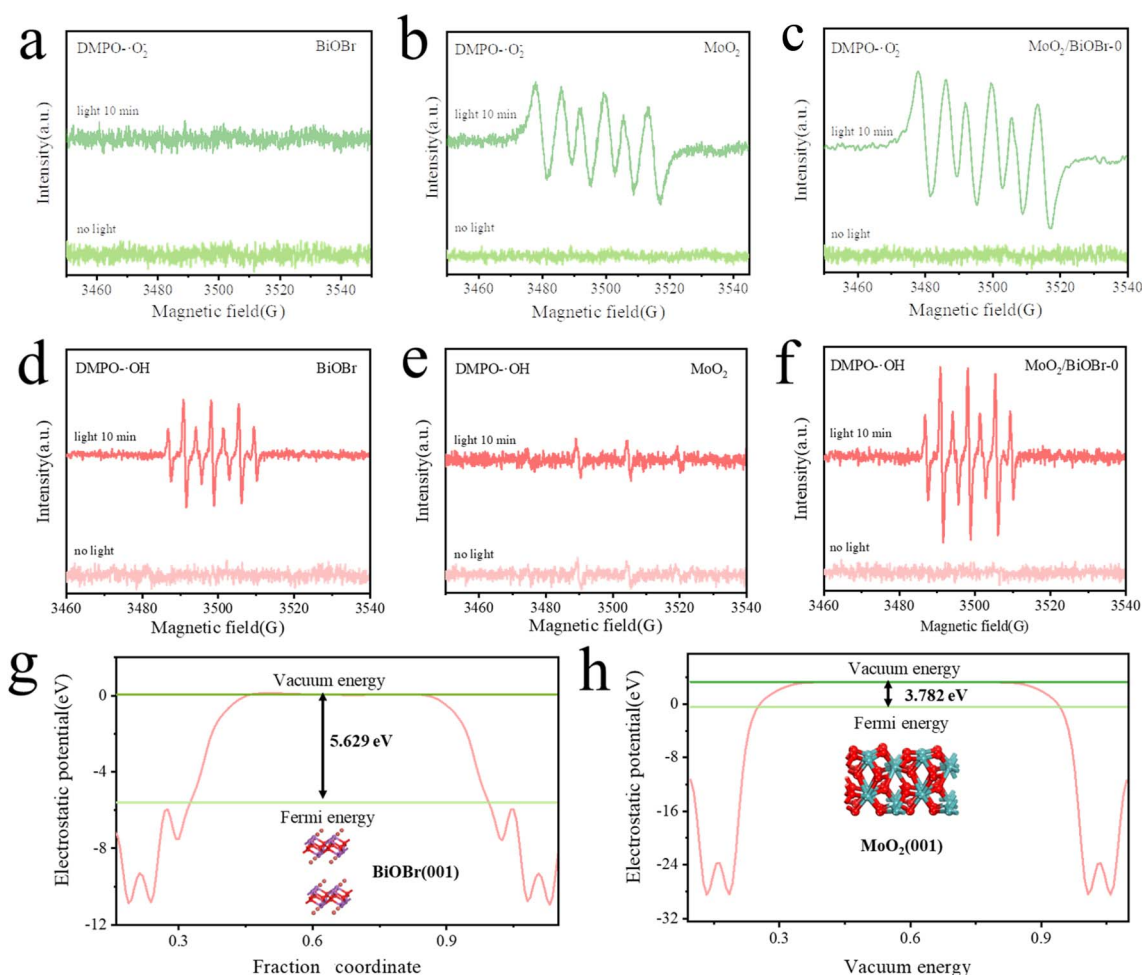 a
DMPO-·O₂⁻ BiOBr
light 10 min
no light
Intensity(a.u.)
3460 3480 3500 3520 3540
Magnetic field(G)
b
DMPO-·O₂⁻ MoO₂
light 10 min
no light
Intensity(a.u.)
3460 3480 3500 3520 3540
Magnetic field(G)
c
DMPO-·O₂⁻ MoO₂/BiOBr-0
light 10 min
no light
Intensity(a.u.)
3460 3480 3500 3520 3540
Magnetic field(G)
d
DMPO-·OH BiOBr
light 10 min
no light
Intensity(a.u.)
3460 3480 3500 3520 3540
Magnetic field(G)
e
DMPO-·OH MoO₂
light 10 min
no light
Intensity(a.u.)
3460 3480 3500 3520 3540
Magnetic field(G)
f
DMPO-·OH MoO₂/BiOBr-0
light 10 min
no light
Intensity(a.u.)
3460 3480 3500 3520 3540
Magnetic field(G)
g
Electrostatic potential(eV)
0
-4
-8
-12
Vacuum energy
5.629 eV
Fermi energy
BiOBr(001)
0.3 0.6 0.9
Fraction coordinate
h
Electrostatic potential(eV)
0
-8
-16
-24
-32
Vacuum energy
3.782 eV
Fermi energy
MoO₂(001)
0.3 0.6 0.9
Vacuum energy